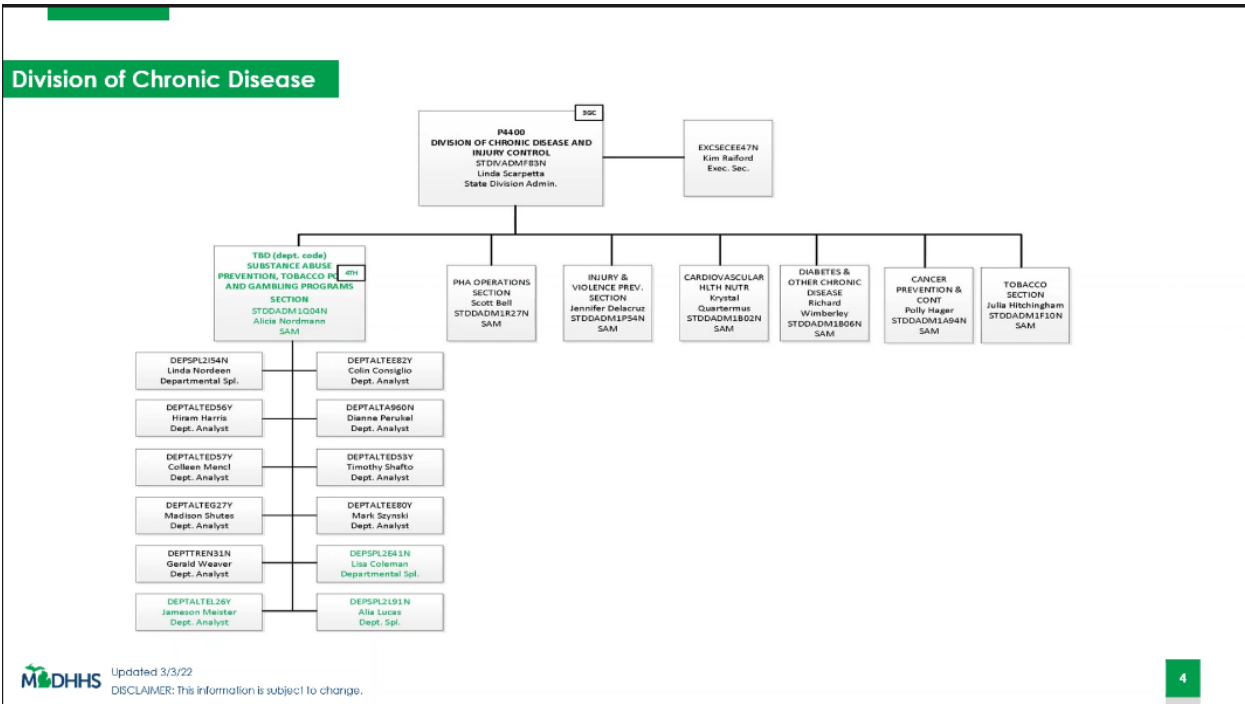 Division of Chronic Disease
3GC
P4400
DIVISION OF CHRONIC DISEASE AND
INJURY CONTROL
STDIVADMF83N
Linda Scarpetta
State Division Admin.
EXCSECEE47N
Kim Raiford
Exec. Sec.
TBD (dept. code)
SUBSTANCE ABUSE
PREVENTION, TOBACCO PO
4TH
AND GAMBLING PROGRAMS
SECTION
STDDADM1Q04N
Alicia Nordmann
SAM
PHA OPERATIONS
SECTION
Scott Bell
STDDADM1R27N
SAM
INJURY &
VIOLENCE PREV.
SECTION
Jennifer Delacruz
STDDADM1P54N
SAM
CARDIOVASCULAR
HLTH NUTR
Krystal
Quartermus
STDDADM1B02N
SAM
DIABETES &
OTHER CHRONIC
DISEASE
Richard
Wimberley
STDDADM1B06N
SAM
CANCER
PREVENTION &
CONT
Polly Hager
STDDADM1A94N
SAM
TOBACCO
SECTION
Julia Hitchingham
STDDADM1F10N
SAM
DEPSPL2I54N
Linda Nordeen
Departmental Spl.
DEPTALTEE82Y
Colin Consiglio
Dept. Analyst
DEPTALTED56Y
Hiram Harris
Dept. Analyst
DEPTALTA960N
Dianne Perukel
Dept. Analyst
DEPTALTED57Y
Colleen Mencl
Dept. Analyst
DEPTALTED53Y
Timothy Shafto
Dept. Analyst
DEPTALTEG27Y
Madison Shutes
Dept. Analyst
DEPTALTEE80Y
Mark Szynski
Dept. Analyst
DEPTTREN31N
Gerald Weaver
Dept. Analyst
DEPSPL2E41N
Lisa Coleman
Departmental Spl.
DEPTALTEL26Y
Jameson Meister
Dept. Analyst
DEPSPL2L91N
Alia Lucas
Dept. Spl.
MDHHS
Updated 3/3/22
DISCLAIMER: This information is subject to change.
4